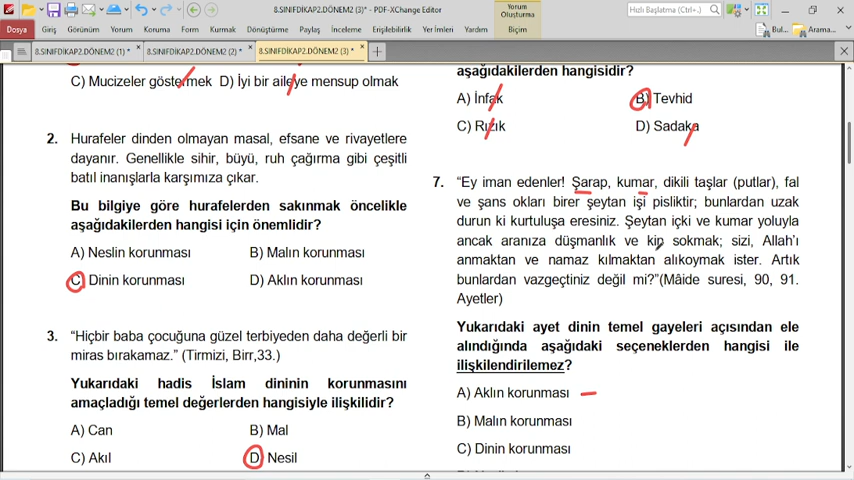 8.SINIFDİKAP2.DÖNEM2 (3)* - PDF-XChange Editor
Yorum Oluşturma
Hızlı Başlatma (Ctrl+.)
Dosya Giriş Görünüm Yorum Koruma Dönüştürme Paylaş İnceleme Erişilebilirlik Yer İmleri Yardım Biçim
Bul... Arama...
8.SINIFDİKAP2.DÖNEM2 (1) * 8.SINIFDİKAP2.DÖNEM2 (2) * 8.SINIFDİKAP2.DÖNEM2 (3) *
C) Mucizeler göstermek D) İyi bir aileye mensup olmak
2. Hurafeler dinden olmayan masal, efsane ve rivayetlere
dayanır. Genellikle sihir, büyü, ruh çağırma gibi çeşitli
batıl inanışlarla karşımıza çıkar.
Bu bilgiye göre hurafelerden sakınmak öncelikle
aşağıdakilerden hangisi için önemlidir?
A) Neslin korunması B) Malın korunması
C) Dinin korunması D) Aklın korunması
3. “Hiçbir baba çocuğuna güzel terbiyeden daha değerli bir
miras bırakamaz.” (Tirmizi, Birr,33.)
Yukarıdaki hadis İslam dininin korunmasını
amaçladığı temel değerlerden hangisiyle ilişkilidir?
A) Can B) Mal
C) Akıl D) Nesil
aşağıdakilerden hangisidir?
A) İnfak B) Tevhid
C) Rızık D) Sadaka
7. “Ey iman edenler! Şarap, kumar, dikili taşlar (putlar), fal
ve şans okları birer şeytan işi pisliktir; bunlardan uzak
durun ki kurtuluşa eresiniz. Şeytan içki ve kumar yoluyla
ancak aranıza düşmanlık ve kin sokmak; sizi, Allah’ı
anmaktan ve namaz kılmaktan alıkoymak ister. Artık
bunlardan vazgeçtiniz değil mi?”(Mâide suresi, 90, 91.
Ayetler)
Yukarıdaki ayet dinin temel gayeleri açısından ele
alındığında aşağıdaki seçeneklerden hangisi ile
ilişkilendirilemez?
A) Aklın korunması
B) Malın korunması
C) Dinin korunması